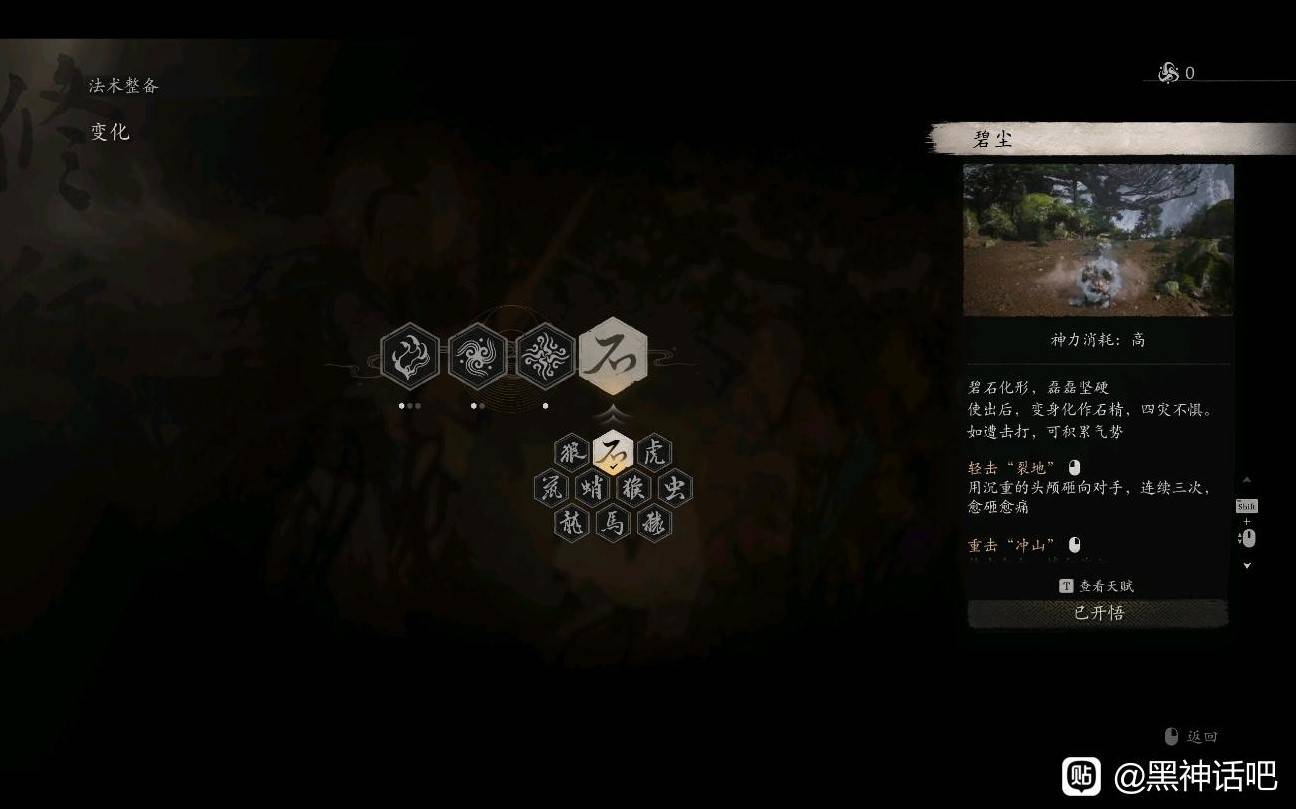 法术整备
变化
0
碧尘
石
神力消耗：高
碧石化形，磊磊坚硬
使出后，变身化作石精，四灾不惧。
如遭击打，可积累气势
轻击“裂地”
用沉重的头颅砸向对手，连续三次，
愈砸愈痛
重击“冲山”
狼 石 虎
蛸 猴 虫
龍 馬
Shift
+
T 查看天赋
已开悟
返回
贴 @黑神话吧